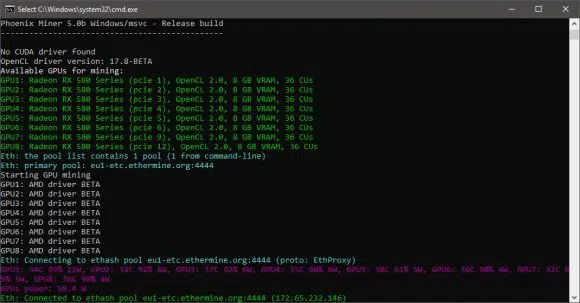 Select C:\Windows\system32\cmd.exe
Phoenix Miner 5.0b Windows/msvc - Release build
-----------------------------------------------
No CUDA driver found
OpenCL driver version: 17.8-BETA
Available GPUs for mining:
GPU1: Radeon RX 580 Series (pcie 1), OpenCL 2.0, 8 GB VRAM, 36 CUs
GPU2: Radeon RX 580 Series (pcie 2), OpenCL 2.0, 8 GB VRAM, 36 CUs
GPU3: Radeon RX 580 Series (pcie 3), OpenCL 2.0, 8 GB VRAM, 36 CUs
GPU4: Radeon RX 580 Series (pcie 4), OpenCL 2.0, 8 GB VRAM, 36 CUs
GPU5: Radeon RX 580 Series (pcie 5), OpenCL 2.0, 8 GB VRAM, 36 CUs
GPU6: Radeon RX 580 Series (pcie 6), OpenCL 2.0, 8 GB VRAM, 36 CUs
GPU7: Radeon RX 580 Series (pcie 9), OpenCL 2.0, 8 GB VRAM, 36 CUs
GPU8: Radeon RX 580 Series (pcie 12), OpenCL 2.0, 8 GB VRAM, 36 CUs
Eth: the pool list contains 1 pool (1 from command-line)
Eth: primary pool: eu1-etc.ethermine.org:4444
Starting GPU mining
GPU1: AMD driver BETA
GPU2: AMD driver BETA
GPU3: AMD driver BETA
GPU4: AMD driver BETA
GPU5: AMD driver BETA
GPU6: AMD driver BETA
GPU7: AMD driver BETA
GPU8: AMD driver BETA
Eth: Connecting to ethash pool eu1-etc.ethermine.org:4444 (proto: EthProxy)
GPU1: 34C 89% 22W, GPU2: 38C 92% 6W, GPU3: 37C 82% 6W, GPU4: 35C 90% 6W, GPU5: 38C 81% 5W, GPU6: 36C 90% 4W, GPU7: 32C 8
9% 5W, GPU8: 36C 90% 4W
GPUs power: 58.4 W
Eth: Connected to ethash pool eu1-etc.ethermine.org:4444 (172.65.232.146)